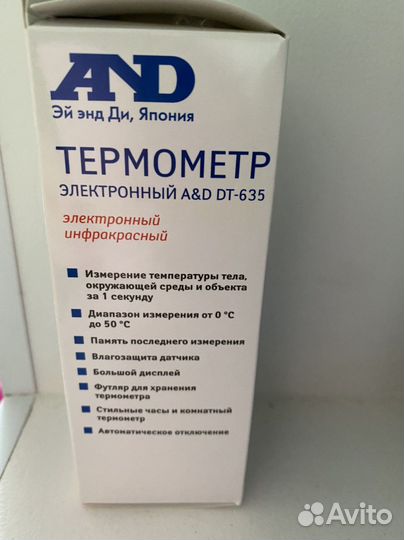 AND
Эй энд Ди, Япония
ТЕРМОМЕТР
ЭЛЕКТРОННЫЙ A&D DT-635
электронный
инфракрасный
Измерение температуры тела,
окружающей среды и объекта
за 1 секунду
Диапазон измерения от 0 °C
до 50 °C
Память последнего измерения
Влагозащита датчика
Большой дисплей
Футляр для хранения
термометра
Стильные часы и комнатный
термометр
Автоматическое отключение
Avito